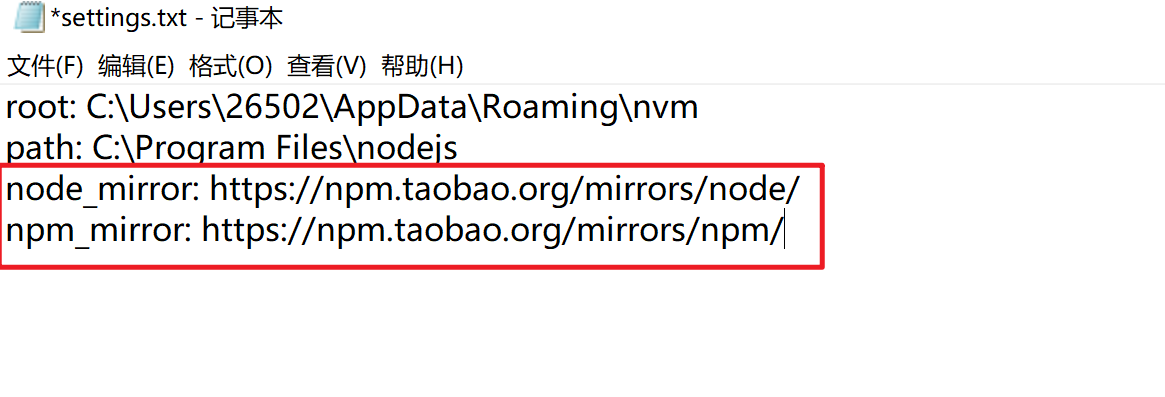 *settings.txt - 记事本
文件(F) 编辑(E) 格式(O) 查看(V) 帮助(H)
root: C:\Users\26502\AppData\Roaming\nvm
path: C:\Program Files\nodejs
node_mirror: https://npm.taobao.org/mirrors/node/
npm_mirror: https://npm.taobao.org/mirrors/npm/